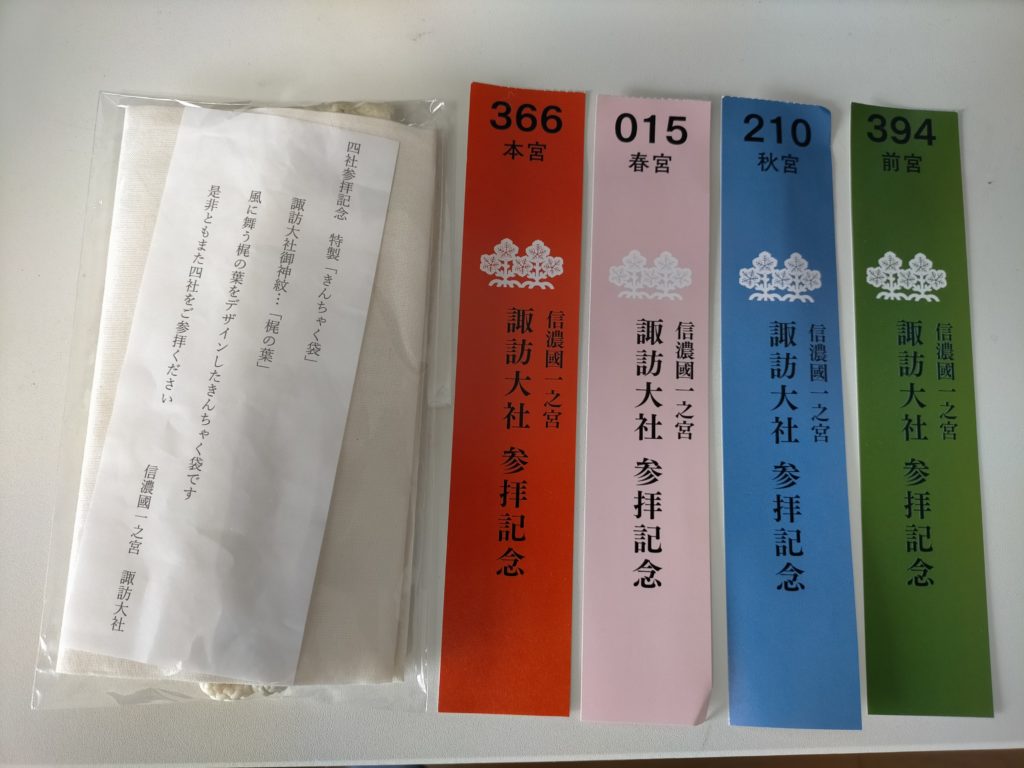 四社参拝記念　特製「きんちゃく袋」
諏訪大社御神紋…「梶の葉」
風に舞う梶の葉をデザインしたきんちゃく袋です
是非ともまた四社をご参拝ください
信濃國一之宮　諏訪大社
366
本宮
信濃國一之宮
諏訪大社 参拝記念
015
春宮
信濃國一之宮
諏訪大社 参拝記念
210
秋宮
信濃國一之宮
諏訪大社 参拝記念
394
前宮
信濃國一之宮
諏訪大社 参拝記念